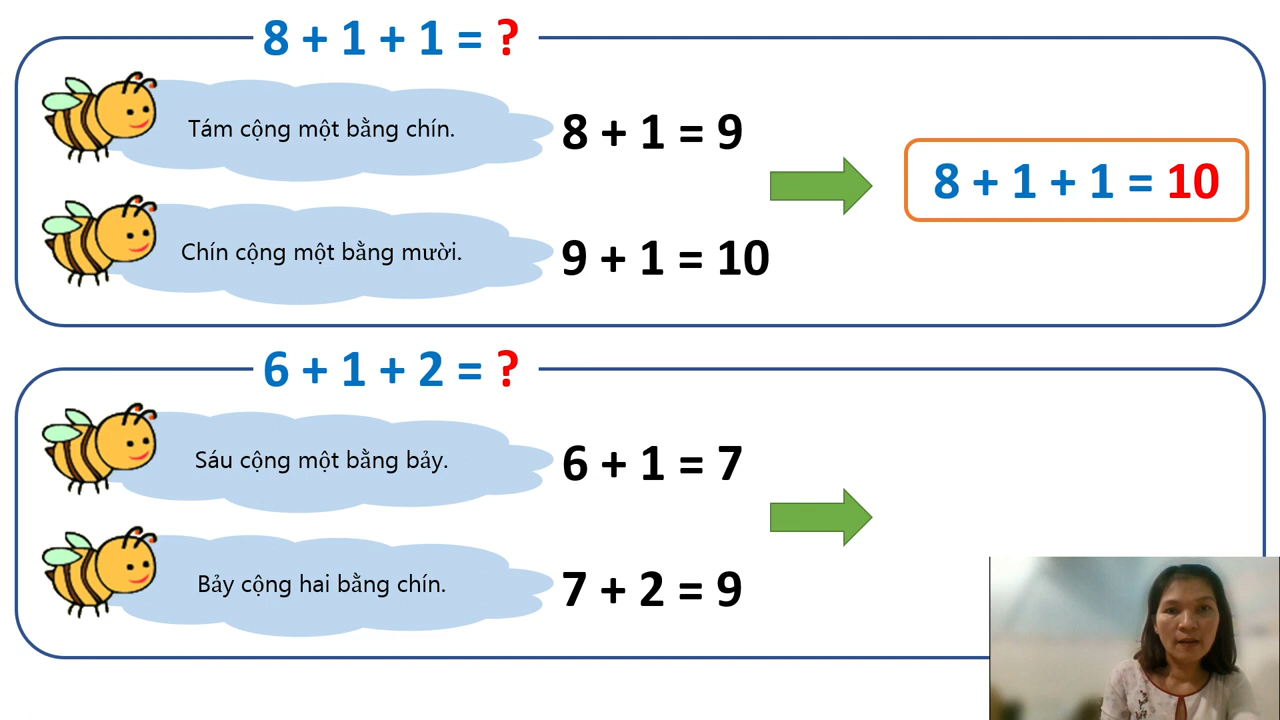 8 + 1 + 1 = ?
Tám cộng một bằng chín.
8 + 1 = 9
8 + 1 + 1 = 10
Chín cộng một bằng mười.
9 + 1 = 10
6 + 1 + 2 = ?
Sáu cộng một bằng bảy.
6 + 1 = 7
Bảy cộng hai bằng chín.
7 + 2 = 9